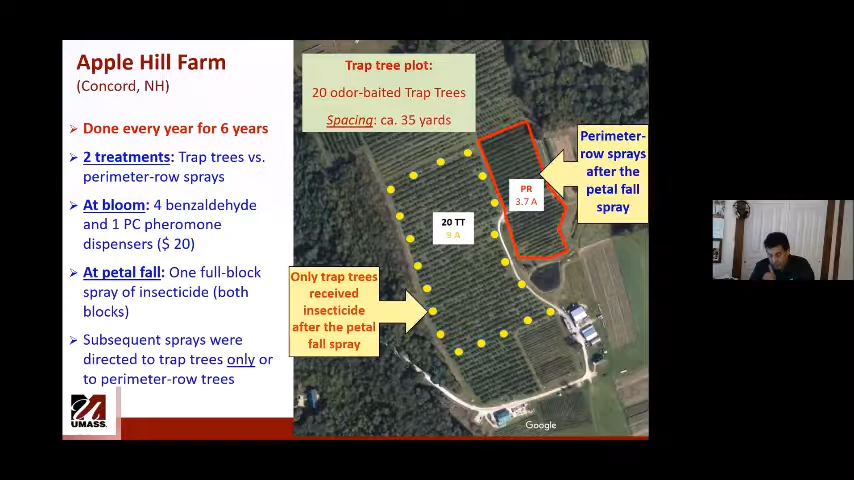 Apple Hill Farm
(Concord, NH)
➢ Done every year for 6 years
➢ 2 treatments: Trap trees vs.
perimeter-row sprays
➢ At bloom: 4 benzaldehyde
and 1 PC pheromone
dispensers ($ 20)
➢ At petal fall: One full-block
spray of insecticide (both
blocks)
➢ Subsequent sprays were
directed to trap trees only or
to perimeter-row trees
UMASS
Trap tree plot:
20 odor-baited Trap Trees
Spacing: ca. 35 yards
Perimeter-
row sprays
after the
petal fall
spray
PR
3.7 A
20 TT
9 A
Only trap trees
received
insecticide
after the petal
fall spray
Google